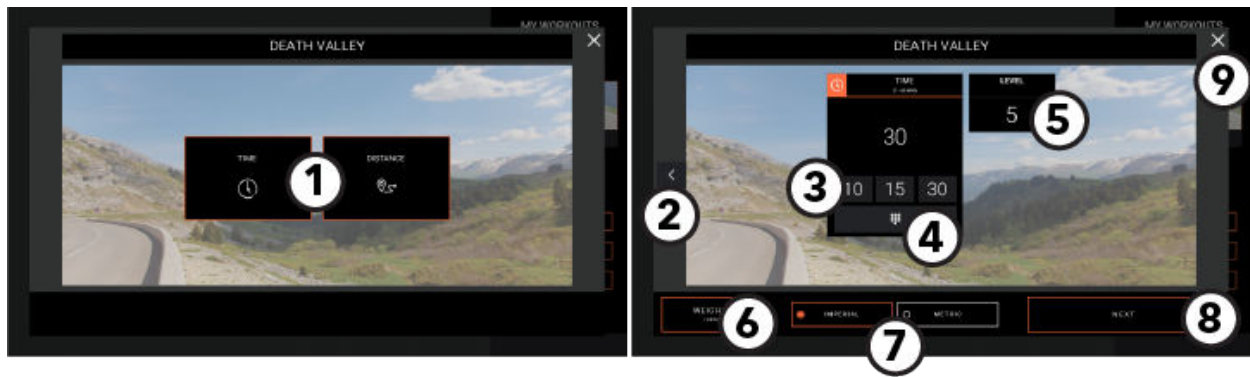 MY WORKOUTS
DEATH VALLEY
TIME
DISTANCE
1
MY WORKOUTS
DEATH VALLEY
9
TIME
LEVEL
5
5
30
3
10 15 30
2
4
6
IMPERIAL
METRIC
7
NEXT
8